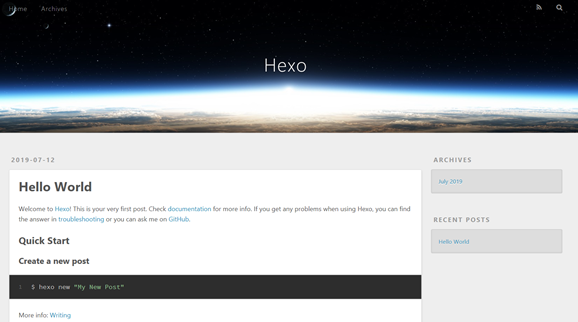 Home Archives
Hexo
2019-07-12
ARCHIVES
Hello World
July 2019
Welcome to Hexo! This is your very first post. Check documentation for more info. If you get any problems when using Hexo, you can find
the answer in troubleshooting or you can ask me on GitHub.
RECENT POSTS
Hello World
Quick Start
Create a new post
1 $ hexo new "My New Post"
More info: Writing